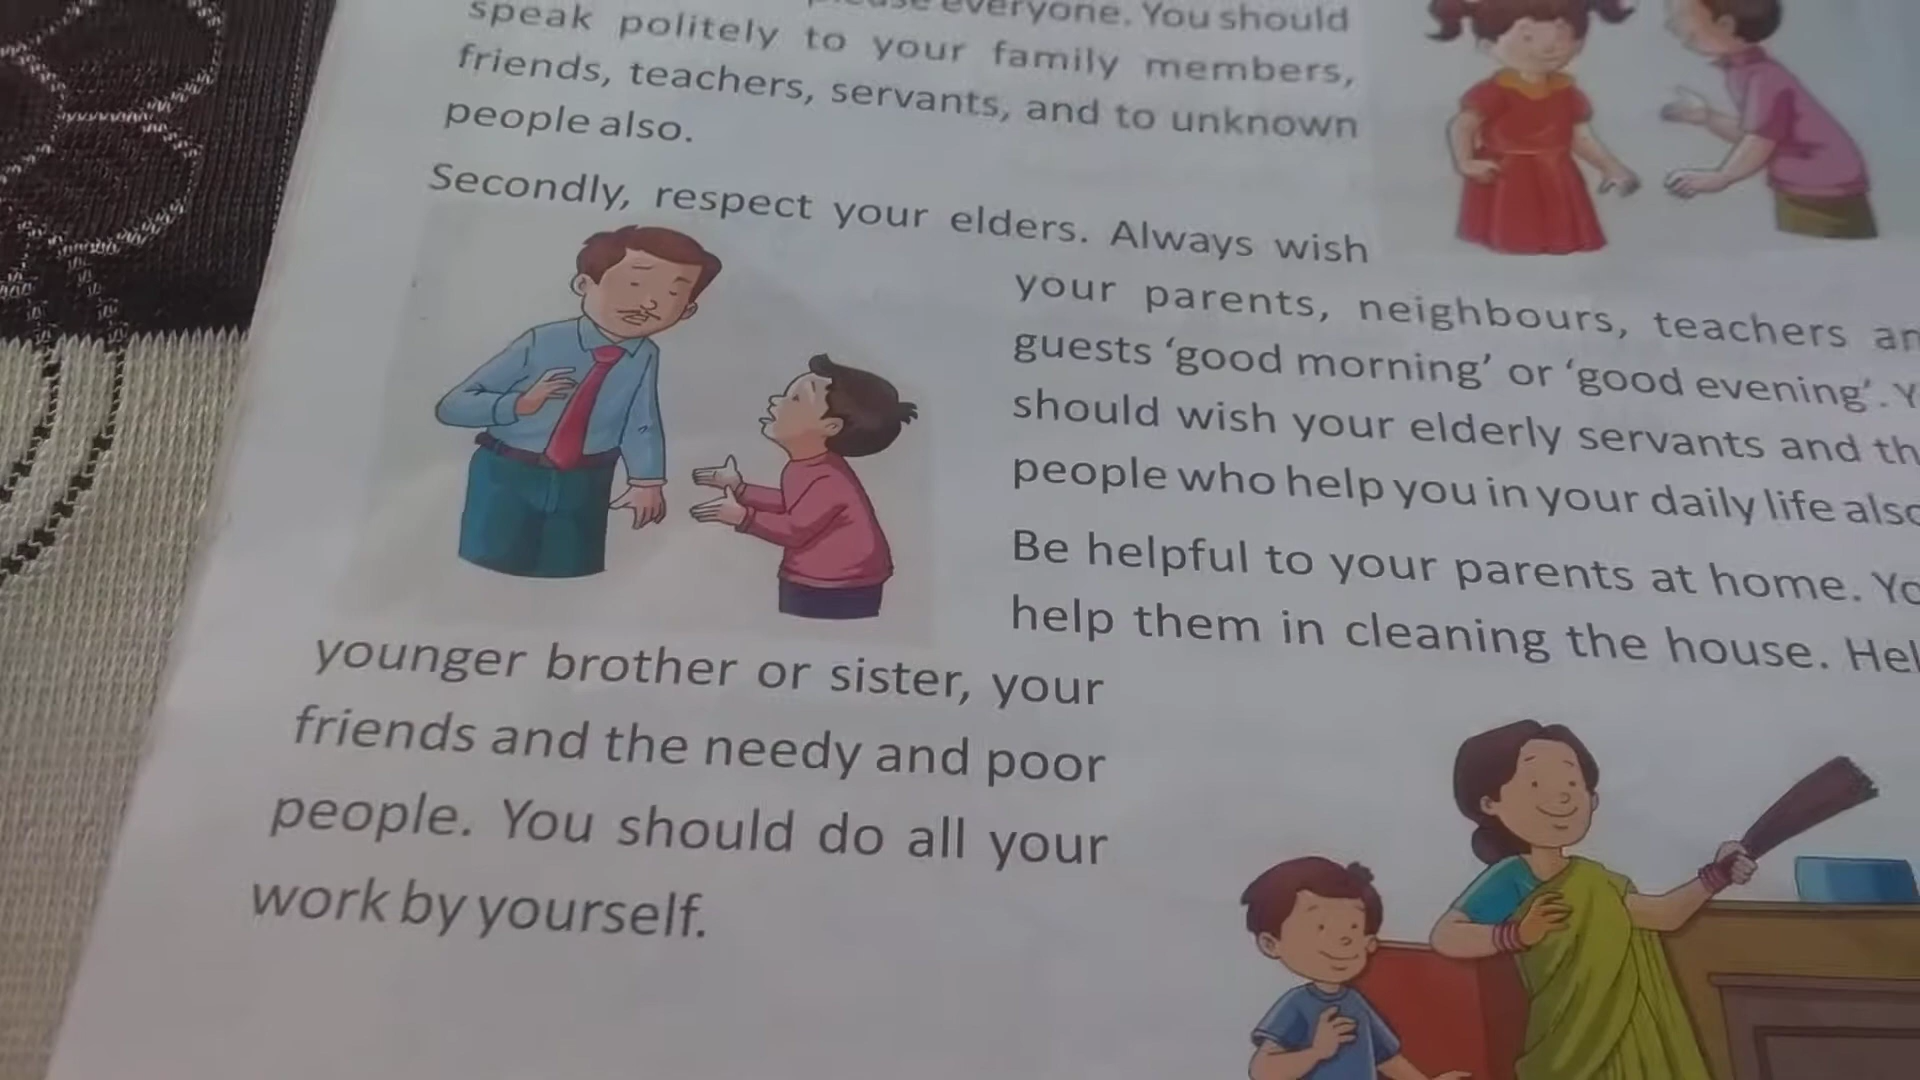 everyone. You should
speak politely to your family members,
friends, teachers, servants, and to unknown
people also.
Secondly, respect your elders. Always wish
your parents, neighbours, teachers
guests ‘good morning’ or ‘good evening’.
should wish your elderly servants and
people who help you in your daily life
Be helpful to your parents at home.
help them in cleaning the house.
younger brother or sister, your
friends and the needy and poor
people. You should do all your
work by yourself.